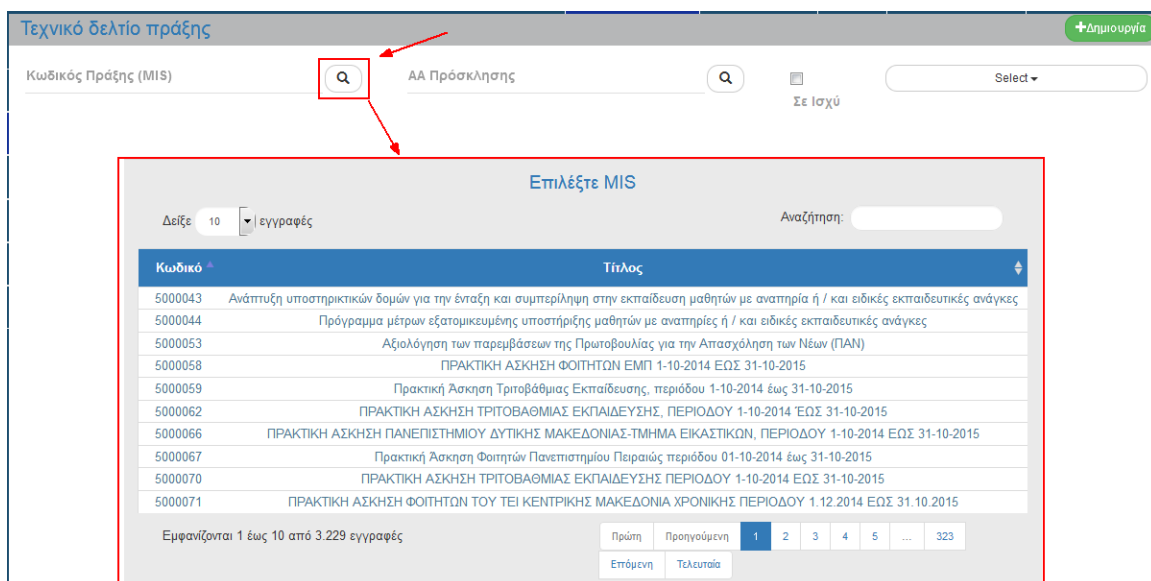 Τεχνικό δελτίο πράξης
+Δημιουργία
Κωδικός Πράξης (MIS)
ΑΑ Πρόσκλησης
Σε Ισχύ
Select
Επιλέξτε MIS
Δείξε 10 εγγραφές
Αναζήτηση:
Κωδικό Τίτλος
5000043 Ανάπτυξη υποστηρικτικών δομών για την ένταξη και συμπερίληψη στην εκπαίδευση μαθητών με αναπηρία ή / και ειδικές εκπαιδευτικές ανάγκες
5000044 Πρόγραμμα μέτρων εξατομικευμένης υποστήριξης μαθητών με αναπηρίες ή / και ειδικές εκπαιδευτικές ανάγκες
5000053 Αξιολόγηση των παρεμβάσεων της Πρωτοβουλίας για την Απασχόληση των Νέων (ΠΑΝ)
5000058 ΠΡΑΚΤΙΚΗ ΑΣΚΗΣΗ ΦΟΙΤΗΤΩΝ ΕΜΠ 1-10-2014 ΕΩΣ 31-10-2015
5000059 Πρακτική Άσκηση Τριτοβάθμιας Εκπαίδευσης, περιόδου 1-10-2014 έως 31-10-2015
5000062 ΠΡΑΚΤΙΚΗ ΑΣΚΗΣΗ ΤΡΙΤΟΒΑΘΜΙΑΣ ΕΚΠΑΙΔΕΥΣΗΣ, ΠΕΡΙΟΔΟΥ 1-10-2014 ΈΩΣ 31-10-2015
5000066 ΠΡΑΚΤΙΚΗ ΑΣΚΗΣΗ ΠΑΝΕΠΙΣΤΗΜΙΟΥ ΔΥΤΙΚΗΣ ΜΑΚΕΔΟΝΙΑΣ-ΤΜΗΜΑ ΕΙΚΑΣΤΙΚΩΝ, ΠΕΡΙΟΔΟΥ 1-10-2014 ΕΩΣ 31-10-2015
5000067 Πρακτική Άσκηση Φοιτητών Πανεπιστημίου Πειραιώς περιόδου 01-10-2014 έως 31-10-2015
5000070 ΠΡΑΚΤΙΚΗ ΑΣΚΗΣΗ ΤΡΙΤΟΒΑΘΜΙΑΣ ΕΚΠΑΙΔΕΥΣΗΣ ΠΕΡΙΟΔΟΥ 1-10-2014 ΕΩΣ 31-10-2015
5000071 ΠΡΑΚΤΙΚΗ ΑΣΚΗΣΗ ΦΟΙΤΗΤΩΝ ΤΟΥ ΤΕΙ ΚΕΝΤΡΙΚΗΣ ΜΑΚΕΔΟΝΙΑ ΧΡΟΝΙΚΗΣ ΠΕΡΙΟΔΟΥ 1.12.2014 ΕΩΣ 31.10.2015
Εμφανίζονται 1 έως 10 από 3.229 εγγραφές
Πρώτη Προηγούμενη 1 2 3 4 5 ... 323
Επόμενη Τελευταία